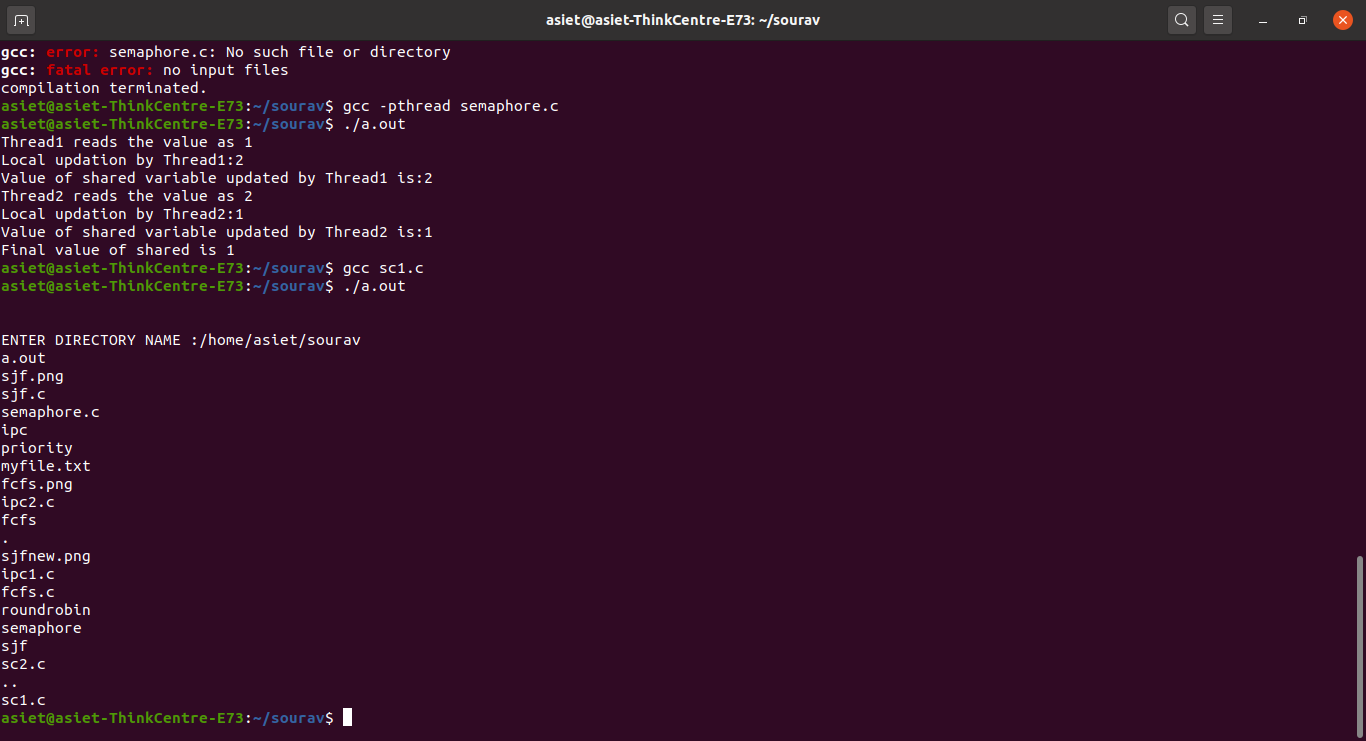 asiet@asiet-ThinkCentre-E73: ~/sourav
gcc: error: semaphore.c: No such file or directory
gcc: fatal error: no input files
compilation terminated.
asiet@asiet-ThinkCentre-E73:~/sourav$ gcc -pthread semaphore.c
asiet@asiet-ThinkCentre-E73:~/sourav$ ./a.out
Thread1 reads the value as 1
Local updation by Thread1:2
Value of shared variable updated by Thread1 is:2
Thread2 reads the value as 2
Local updation by Thread2:1
Value of shared variable updated by Thread2 is:1
Final value of shared is 1
asiet@asiet-ThinkCentre-E73:~/sourav$ gcc sc1.c
asiet@asiet-ThinkCentre-E73:~/sourav$ ./a.out
ENTER DIRECTORY NAME :/home/asiet/sourav
a.out
sjf.png
sjf.c
semaphore.c
ipc
priority
myfile.txt
fcfs.png
ipc2.c
fcfs
.
sjfnew.png
ipc1.c
fcfs.c
roundrobin
semaphore
sjf
sc2.c
..
sc1.c
asiet@asiet-ThinkCentre-E73:~/sourav$